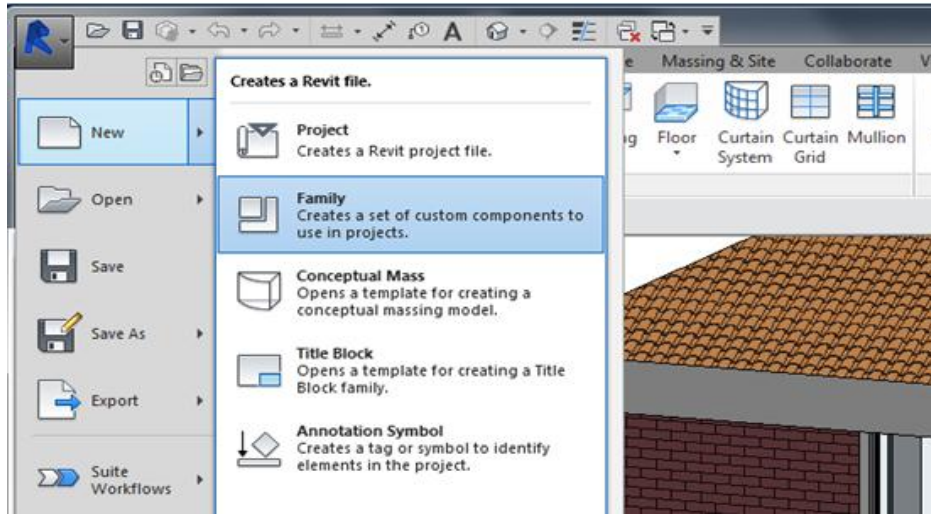 A
Massing & Site Collaborate
Creates a Revit file.
New
Project
Creates a Revit project file.
Floor
Curtain System
Curtain Grid
Mullion
Open
Family
Creates a set of custom components to
use in projects.
Save
Conceptual Mass
Opens a template for creating a
conceptual massing model.
Save As
Title Block
Opens a template for creating a Title
Block family.
Export
Annotation Symbol
Creates a tag or symbol to identify
elements in the project.
Suite
Workflows